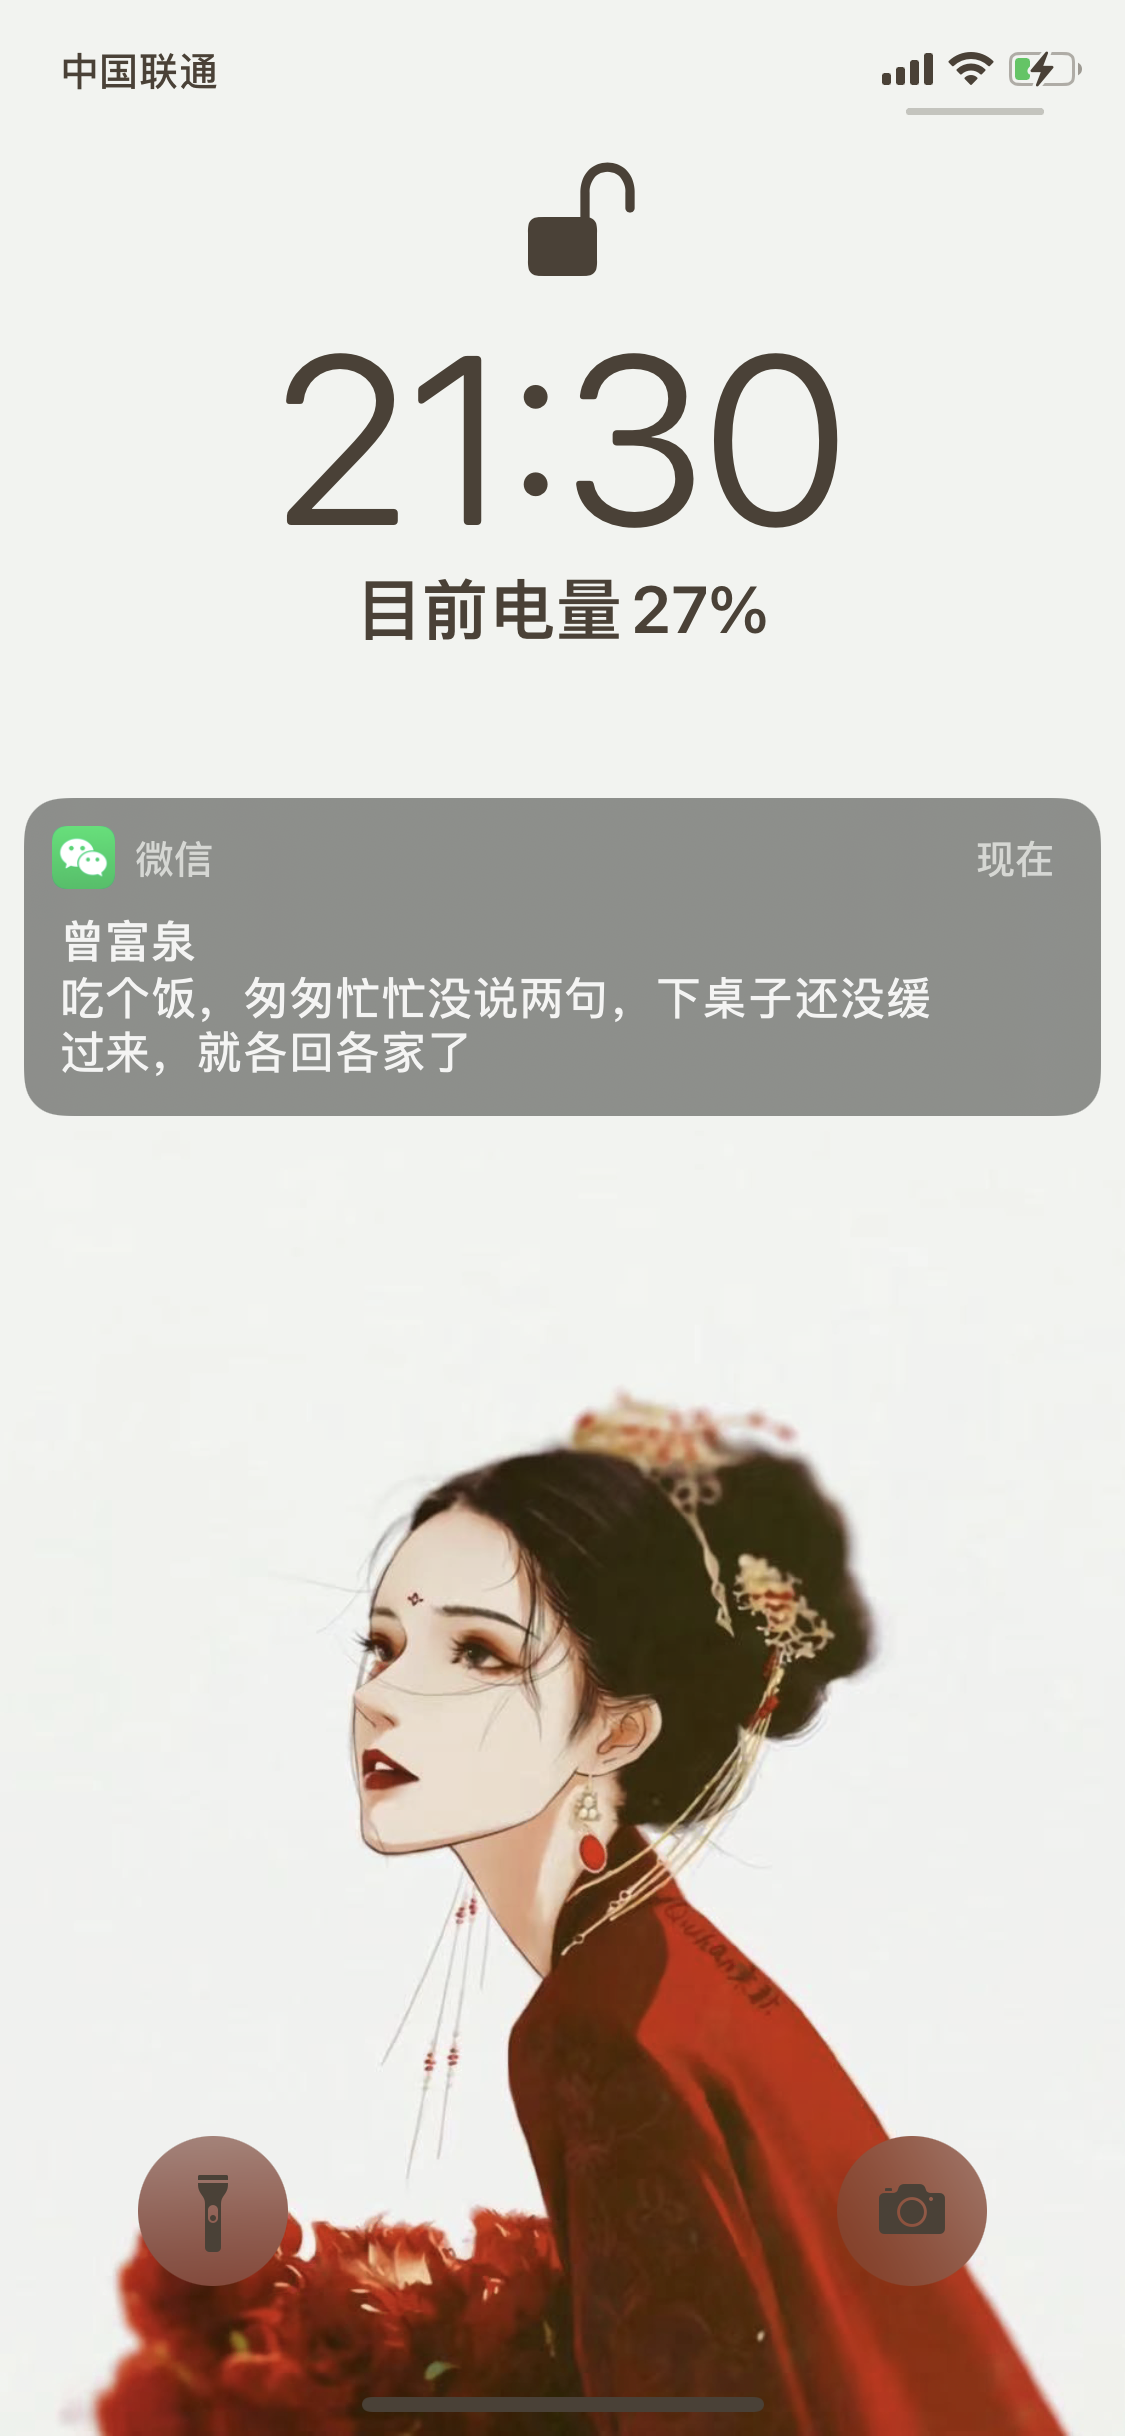 中国联通
21:30
目前电量27%
微信
现在
曾富泉
吃个饭，匆匆忙忙没说两句，下桌子还没缓
过来，就各回各家了